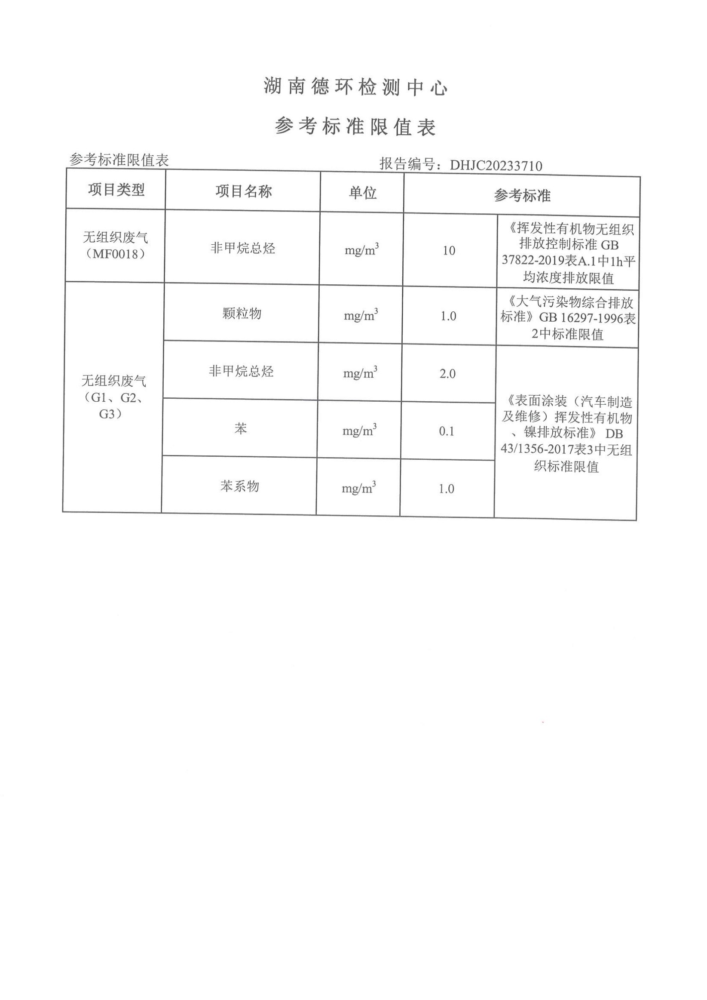 湖南德环检测中心
参考标准限值表
参考标准限值表 报告编号：DHJC20233710
项目类型 项目名称 单位 参考标准
无组织废气
（MF0018）
非甲烷总烃 mg/m³ 10
《挥发性有机物无组织
排放控制标准 GB
37822-2019表A.1中1h平
均浓度排放限值
无组织废气
（G1、G2、
G3）
颗粒物 mg/m³ 1.0
《大气污染物综合排放
标准》GB 16297-1996表
2中标准限值
非甲烷总烃 mg/m³ 2.0
苯 mg/m³ 0.1
苯系物 mg/m³ 1.0
《表面涂装（汽车制造
及维修）挥发性有机物
、镍排放标准》 DB
43/1356-2017表3中无组
织标准限值